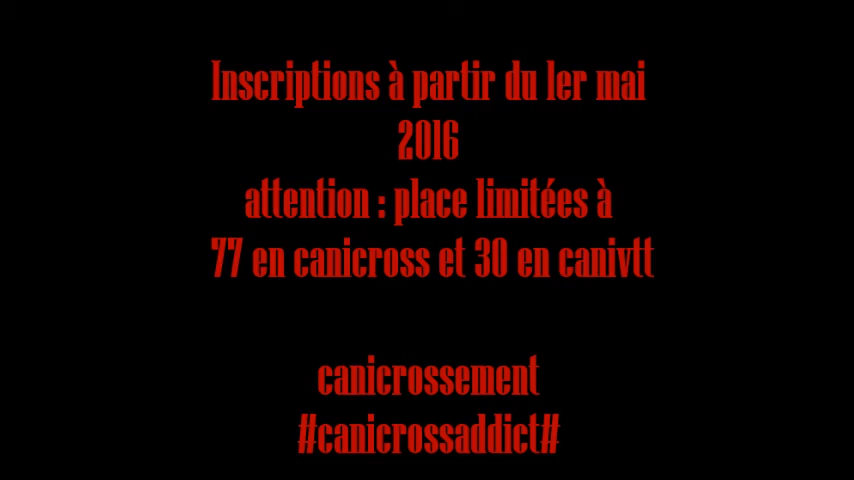 Inscriptions à partir du 1er mai
2016
attention : place limitées à
77 en canicross et 30 en canivtt
canicrossement
#canicrossaddict#